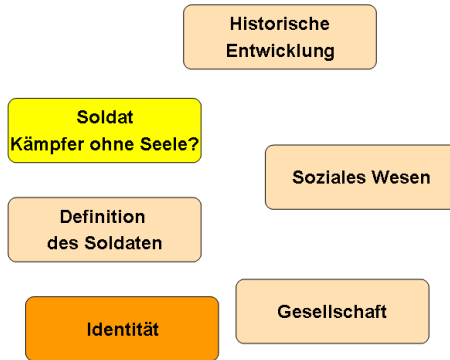 Historische
Entwicklung
Soldat
Kämpfer ohne Seele?
Soziales Wesen
Definition
des Soldaten
Gesellschaft
Identität